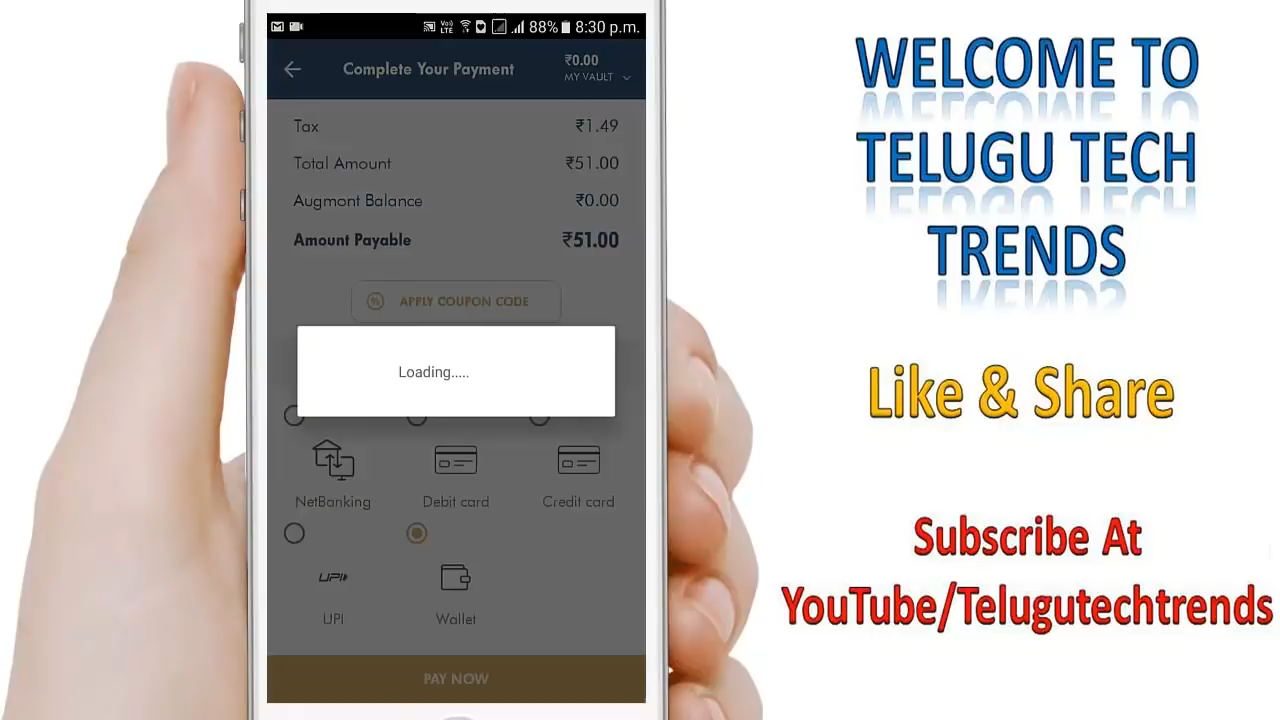 88% 8:30 p.m.
Complete Your Payment
₹0.00
MY VAULT
Tax ₹1.49
Total Amount ₹51.00
Augmont Balance ₹0.00
Amount Payable ₹51.00
% APPLY COUPON CODE
Loading.....
NetBanking Debit card Credit card
UPI
UPI Wallet
PAY NOW
WELCOME TO
TELUGU TECH
TRENDS
Like & Share
Subscribe At
YouTube/Telugutechtrends